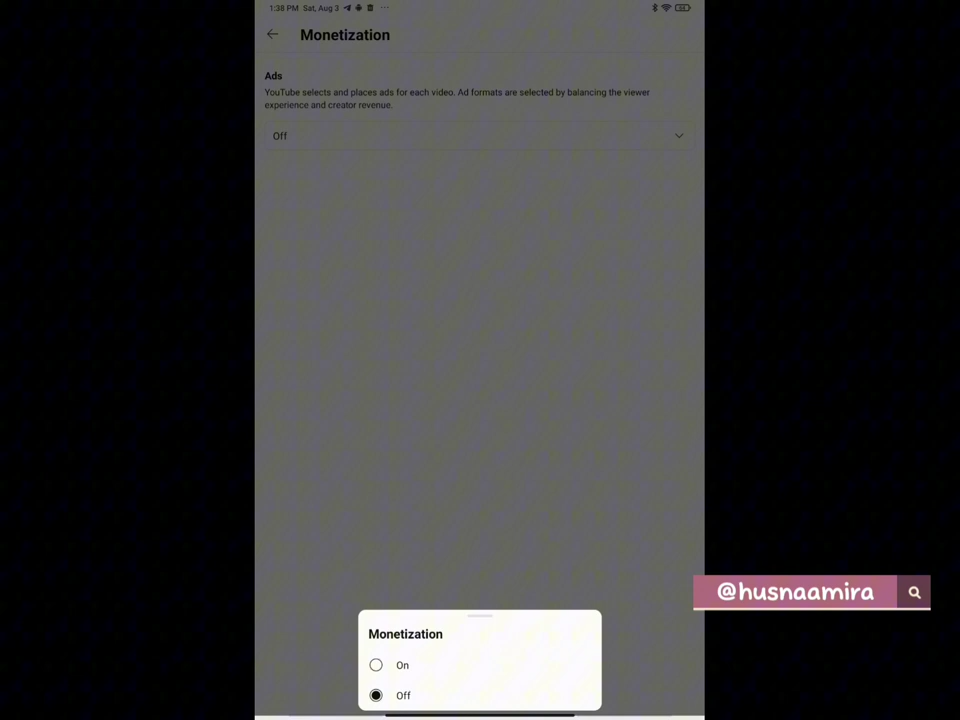 1:38 PM Sat, Aug 3
Monetization
Ads
YouTube selects and places ads for each video. Ad formats are selected by balancing the viewer
experience and creator revenue.
Off
@husnaamira
Monetization
On
Off